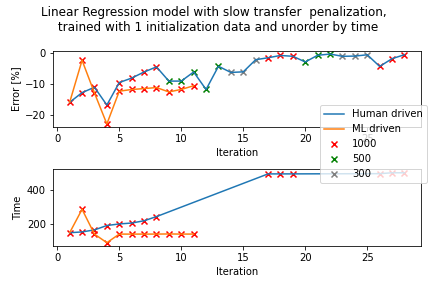 Linear Regression model with slow transfer  penalization,
trained with 1 initialization data and unorder by time
0
−10
−20
Error [%]
0
5
10
15
20
25
Iteration
Human driven
ML driven
1000
500
300
400
200
Time
0
5
10
15
20
25
Iteration